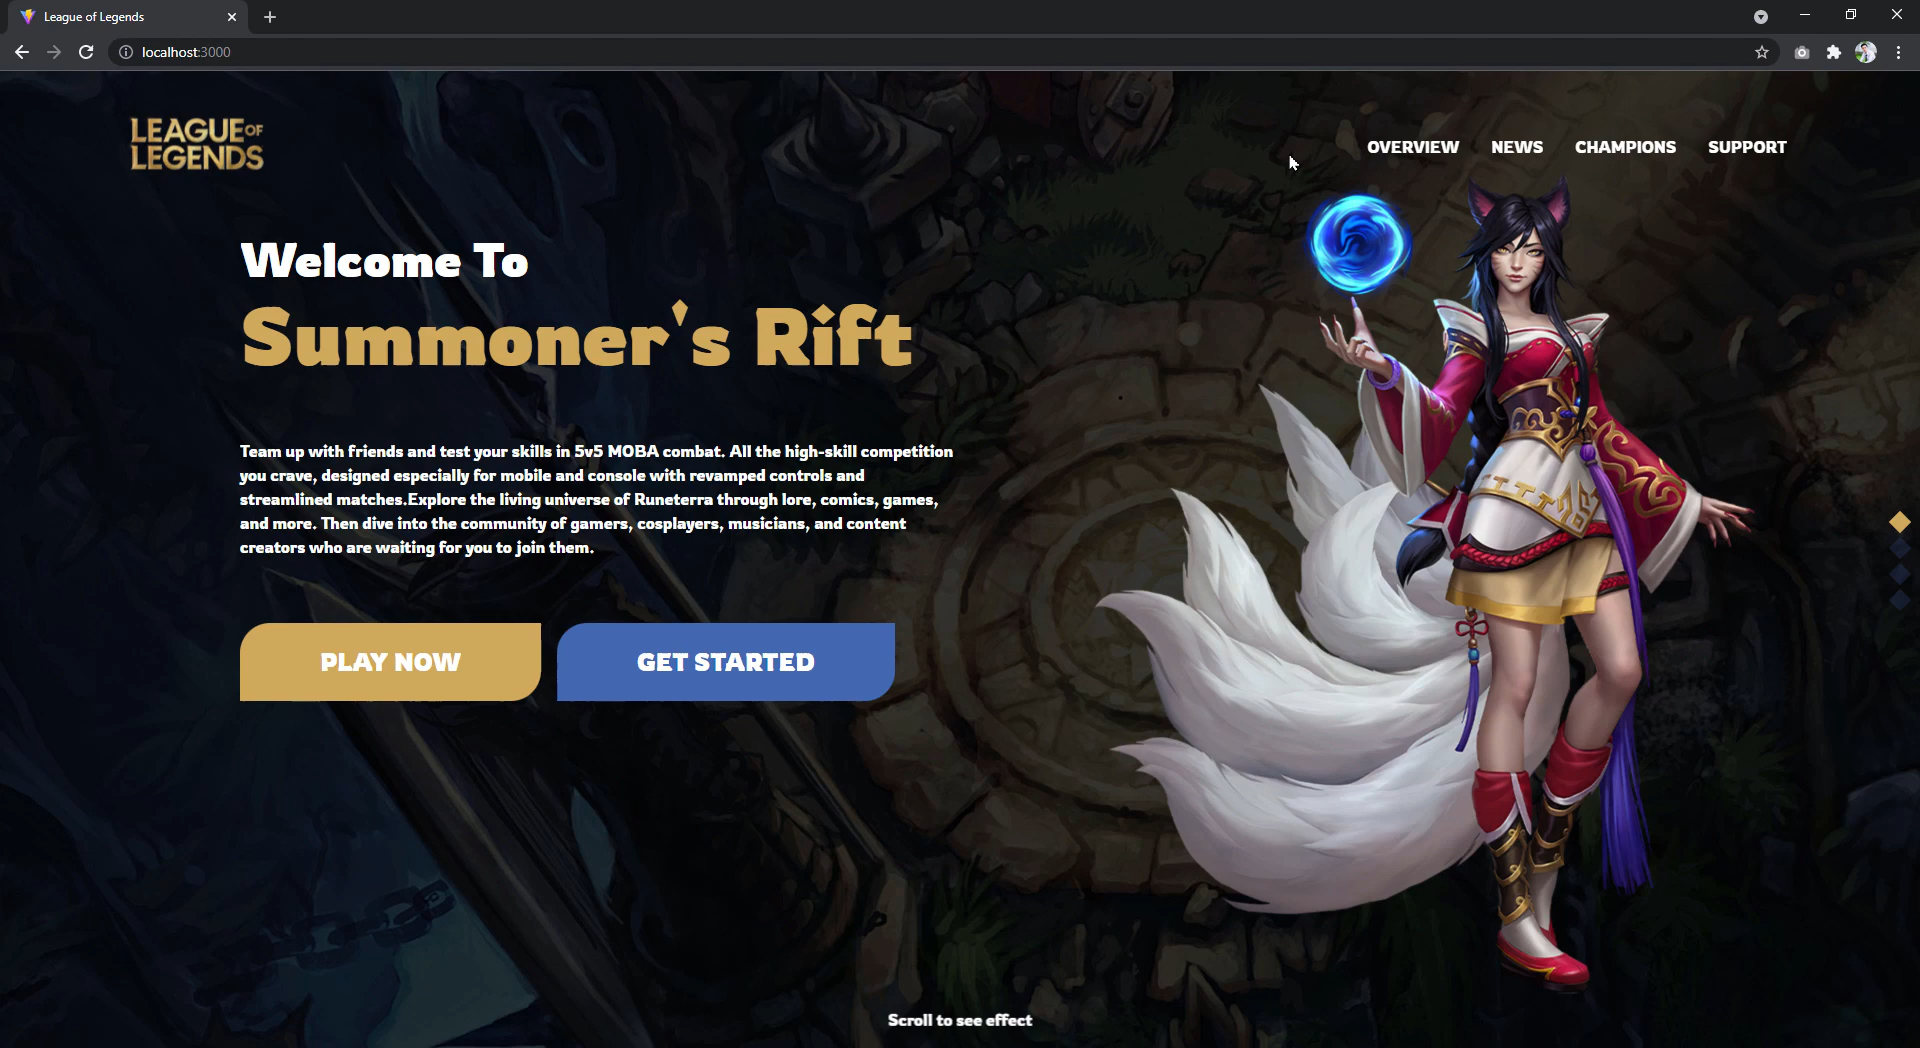 League of Legends
localhost:3000
LEAGUE OF
LEGENDS
OVERVIEW NEWS CHAMPIONS SUPPORT
Welcome To
Summoner's Rift
Team up with friends and test your skills in 5v5 MOBA combat. All the high-skill competition
you crave, designed especially for mobile and console with revamped controls and
streamlined matches.Explore the living universe of Runeterra through lore, comics, games,
and more. Then dive into the community of gamers, cosplayers, musicians, and content
creators who are waiting for you to join them.
PLAY NOW GET STARTED
Scroll to see effect